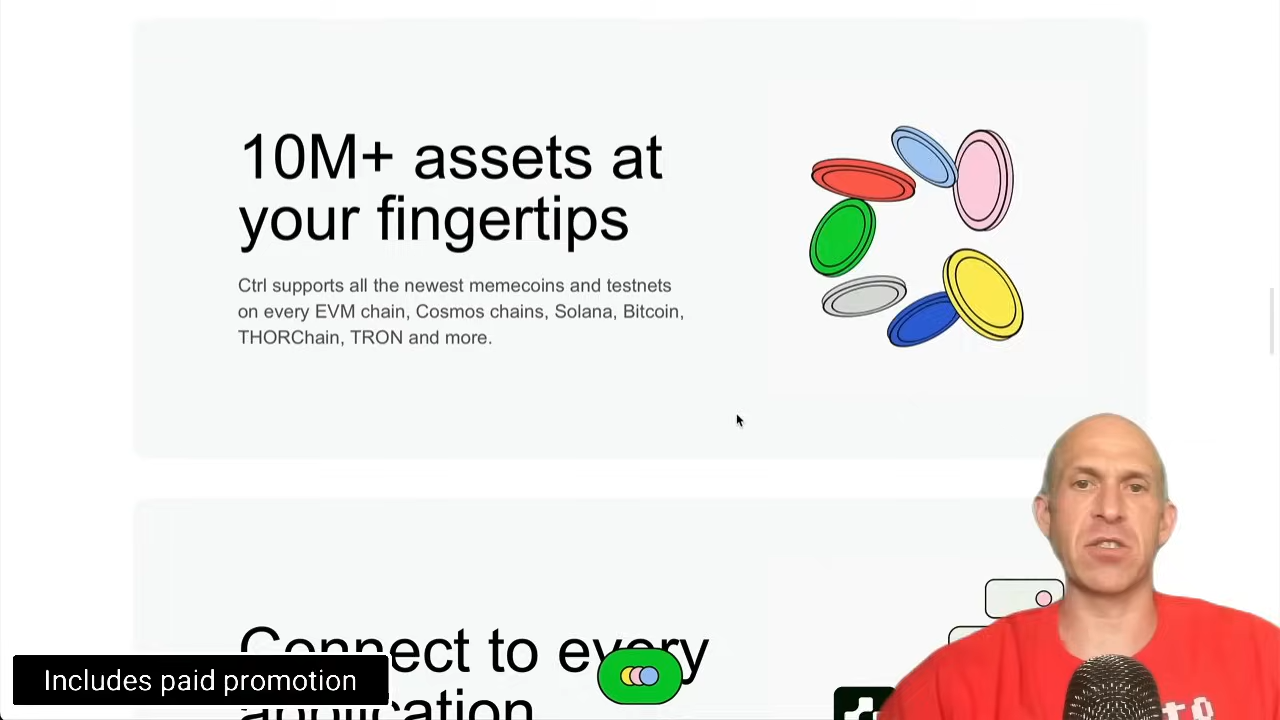 10M+ assets at
your fingertips
Ctrl supports all the newest memecoins and testnets
on every EVM chain, Cosmos chains, Solana, Bitcoin,
THORChain, TRON and more.
Connect to every
application
Includes paid promotion